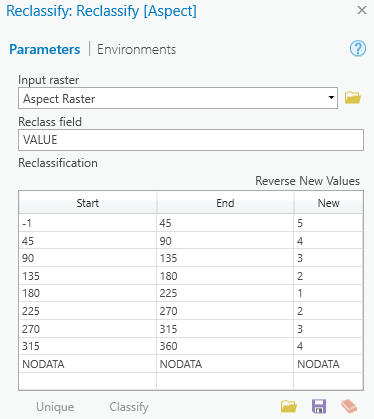 Reclassify: Reclassify [Aspect]
Parameters | Environments
Input raster
Aspect Raster
Reclass field
VALUE
Reclassification
Reverse New Values
Start End New
-1 45 5
45 90 4
90 135 3
135 180 2
180 225 1
225 270 2
270 315 3
315 360 4
NODATA NODATA NODATA
Unique Classify